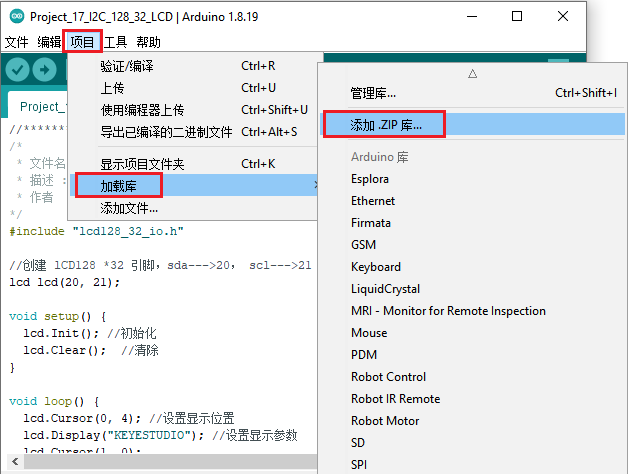 Project_17_I2C_128_32_LCD | Arduino 1.8.19
文件 编辑 项目 工具 帮助
验证/编译 Ctrl+R
上传 Ctrl+U
使用编程器上传 Ctrl+Shift+U
导出已编译的二进制文件 Ctrl+Alt+S
显示项目文件夹 Ctrl+K
加载库
添加文件...
管理库... Ctrl+Shift+I
添加 .ZIP 库...
Arduino 库
Esplora
Ethernet
Firmata
GSM
Keyboard
LiquidCrystal
MRI - Monitor for Remote Inspection
Mouse
PDM
Robot Control
Robot IR Remote
Robot Motor
SD
SPI
Project_1
//*******
/*
* 文件名
* 描述 :
* 作者
*/
#include "lcd128_32_io.h"
//创建 lCD128 *32 引脚，sda--->20， scl--->21
lcd lcd(20, 21);
void setup() {
lcd.Init(); //初始化
lcd.Clear(); //清除
}
void loop() {
lcd.Cursor(0, 4); //设置显示位置
lcd.Display("KEYESTUDIO"); //设置显示参数
lcd.Cursor(1, 0);